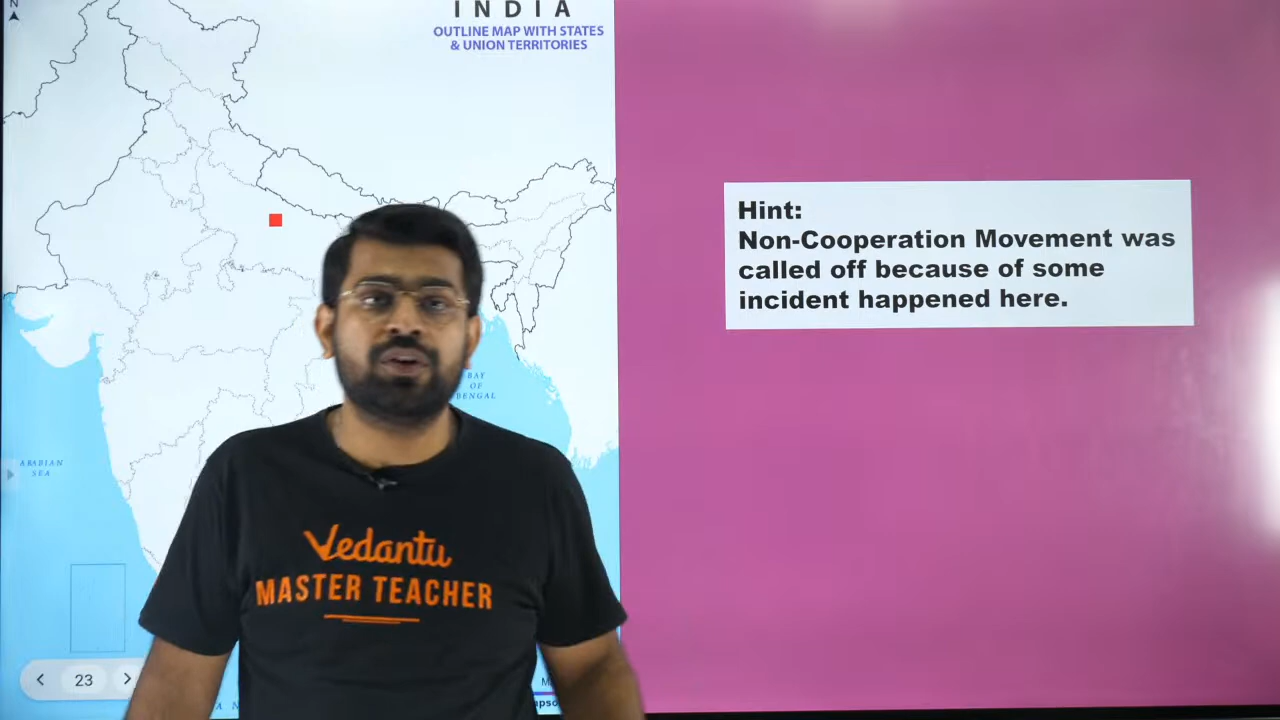 N
INDIA
OUTLINE MAP WITH STATES
& UNION TERRITORIES
Hint:
Non-Cooperation Movement was
called off because of some
incident happened here.
BAY
OF
BENGAL
ARABIAN
SEA
Vedantu
MASTER TEACHER
23